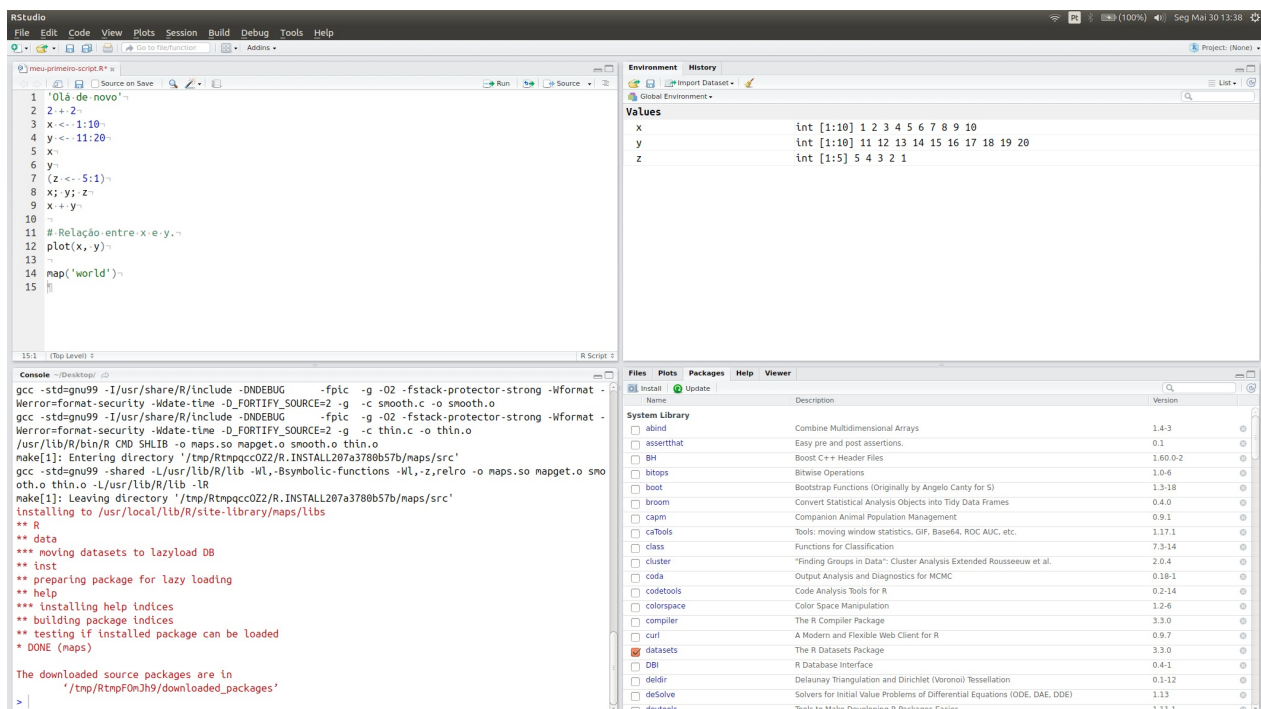 RStudio
Pt (100%) Seg Mai 30 13:38
File Edit Code View Plots Session Build Debug Tools Help
Go to file/function Addins
Project: (None)
meu-primeiro-script.R*
Source on Save Run Source
1 'Olá de novo'
2 2 + 2
3 x <- 1:10
4 y <- 11:20
5 x
6 y
7 (z <- 5:1)
8 x; y; z
9 x + y
10
11 # Relação entre x e y.
12 plot(x, y)
13
14 map('world')
15
15:1 (Top Level) R Script
Console ~/Desktop/
gcc -std=gnu99 -I/usr/share/R/include -DNDEBUG -fpic -g -O2 -fstack-protector-strong -Wformat -
Werror=format-security -Wdate-time -D_FORTIFY_SOURCE=2 -g -c smooth.c -o smooth.o
gcc -std=gnu99 -I/usr/share/R/include -DNDEBUG -fpic -g -O2 -fstack-protector-strong -Wformat -
Werror=format-security -Wdate-time -D_FORTIFY_SOURCE=2 -g -c thin.c -o thin.o
/usr/lib/R/bin/R CMD SHLIB -o maps.so mapget.o smooth.o thin.o
make[1]: Entering directory '/tmp/RtmpqccOZ2/R.INSTALL207a3780b57b/maps/src'
gcc -std=gnu99 -shared -L/usr/lib/R/lib -Wl,-Bsymbolic-functions -Wl,-z,relro -o maps.so mapget.o smo
oth.o thin.o -L/usr/lib/R/lib -lR
make[1]: Leaving directory '/tmp/RtmpqccOZ2/R.INSTALL207a3780b57b/maps/src'
installing to /usr/local/lib/R/site-library/maps/libs
** R
** data
*** moving datasets to lazyload DB
** inst
** preparing package for lazy loading
** help
*** installing help indices
** building package indices
** testing if installed package can be loaded
* DONE (maps)
The downloaded source packages are in
‘/tmp/RtmpFOmJh9/downloaded_packages’
>
Environment History
Import Dataset List
Global Environment
Values
x int [1:10] 1 2 3 4 5 6 7 8 9 10
y int [1:10] 11 12 13 14 15 16 17 18 19 20
z int [1:5] 5 4 3 2 1
Files Plots Packages Help Viewer
Install Update
Name Description Version
System Library
abind Combine Multidimensional Arrays 1.4-3
assertthat Easy pre and post assertions. 0.1
BH Boost C++ Header Files 1.60.0-2
bitops Bitwise Operations 1.0-6
boot Bootstrap Functions (Originally by Angelo Canty for S) 1.3-18
broom Convert Statistical Analysis Objects into Tidy Data Frames 0.4.0
capm Companion Animal Population Management 0.9.1
caTools Tools: moving window statistics, GIF, Base64, ROC AUC, etc. 1.17.1
class Functions for Classification 7.3-14
cluster "Finding Groups in Data": Cluster Analysis Extended Rousseeuw et al. 2.0.4
coda Output Analysis and Diagnostics for MCMC 0.18-1
codetools Code Analysis Tools for R 0.2-14
colorspace Color Space Manipulation 1.2-6
compiler The R Compiler Package 3.3.0
curl A Modern and Flexible Web Client for R 0.9.7
datasets The R Datasets Package 3.3.0
DBI R Database Interface 0.4-1
deldir Delaunay Triangulation and Dirichlet (Voronoi) Tessellation 0.1-12
deSolve Solvers for Initial Value Problems of Differential Equations (ODE, DAE, DDE) 1.13
devtools Tools to Make Developing R Packages Easier 1.11.1